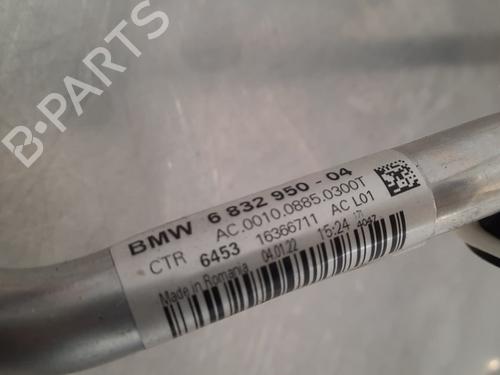 B-PARTS
BMW 6 832 950-04
AC.0010.0885.0300T
CTR 6453 16366711 AC L01
Made in Romania 04.01.22 15:24